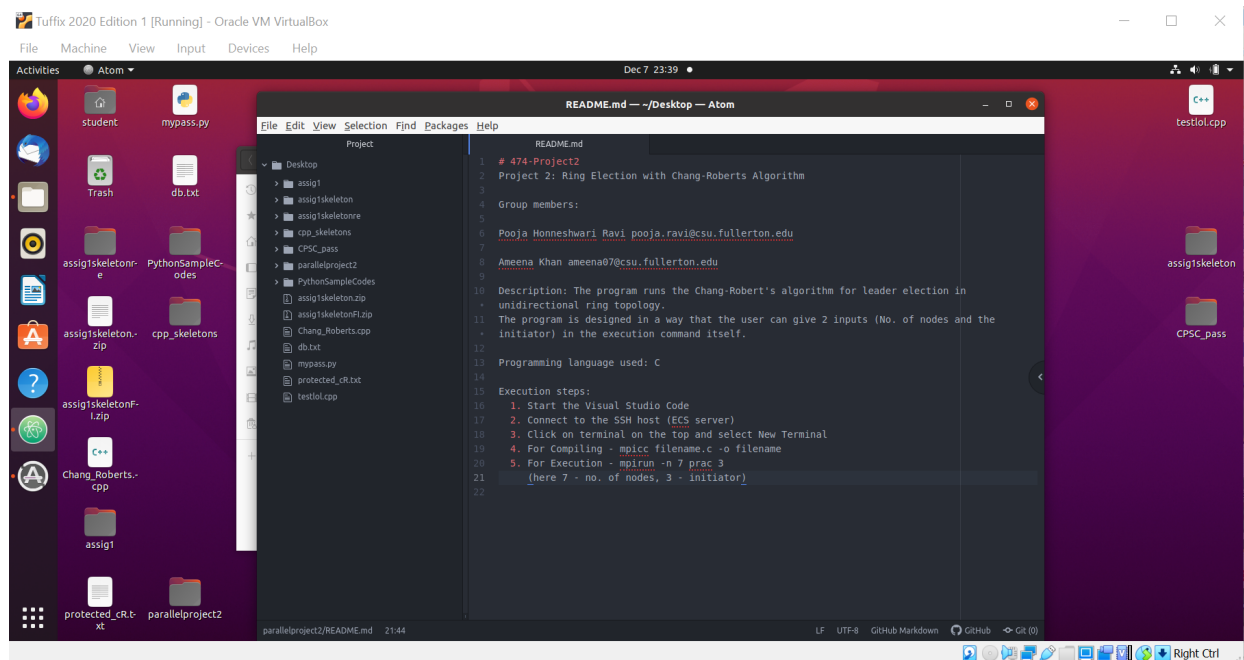 Tuffix 2020 Edition 1 [Running] - Oracle VM VirtualBox
File Machine View Input Devices Help
Activities Atom Dec 7 23:39
student
mypass.py
Trash
db.txt
assig1skeletonr-
e
PythonSampleC-
odes
assig1skeleton.-
zip
cpp_skeletons
assig1skeletonF-
I.zip
C++
Chang_Roberts.-
cpp
assig1
protected_cR.t-
xt
parallelproject2
README.md — ~/Desktop — Atom
File Edit View Selection Find Packages Help
Project
Desktop
assig1
assig1skeleton
assig1skeletonre
cpp_skeletons
CPSC_pass
parallelproject2
PythonSampleCodes
assig1skeleton.zip
assig1skeletonFI.zip
Chang_Roberts.cpp
db.txt
mypass.py
protected_cR.txt
testlol.cpp
README.md
1 # 474-Project2
2 Project 2: Ring Election with Chang-Roberts Algorithm
3
4 Group members:
5
6 Pooja Honneshwari Ravi pooja.ravi@csu.fullerton.edu
7
8 Ameena Khan ameena07@csu.fullerton.edu
9
10 Description: The program runs the Chang-Robert's algorithm for leader election in
• unidirectional ring topology.
11 The program is designed in a way that the user can give 2 inputs (No. of nodes and the
• initiator) in the execution command itself.
12
13 Programming language used: C
14
15 Execution steps:
16 1. Start the Visual Studio Code
17 2. Connect to the SSH host (ECS server)
18 3. Click on terminal on the top and select New Terminal
19 4. For Compiling - mpicc filename.c -o filename
20 5. For Execution - mpirun -n 7 prac 3
21 (here 7 - no. of nodes, 3 - initiator)
22
parallelproject2/README.md 21:44
LF UTF-8 GitHub Markdown GitHub Git (0)
C++
testlol.cpp
assig1skeleton
CPSC_pass
Right Ctrl